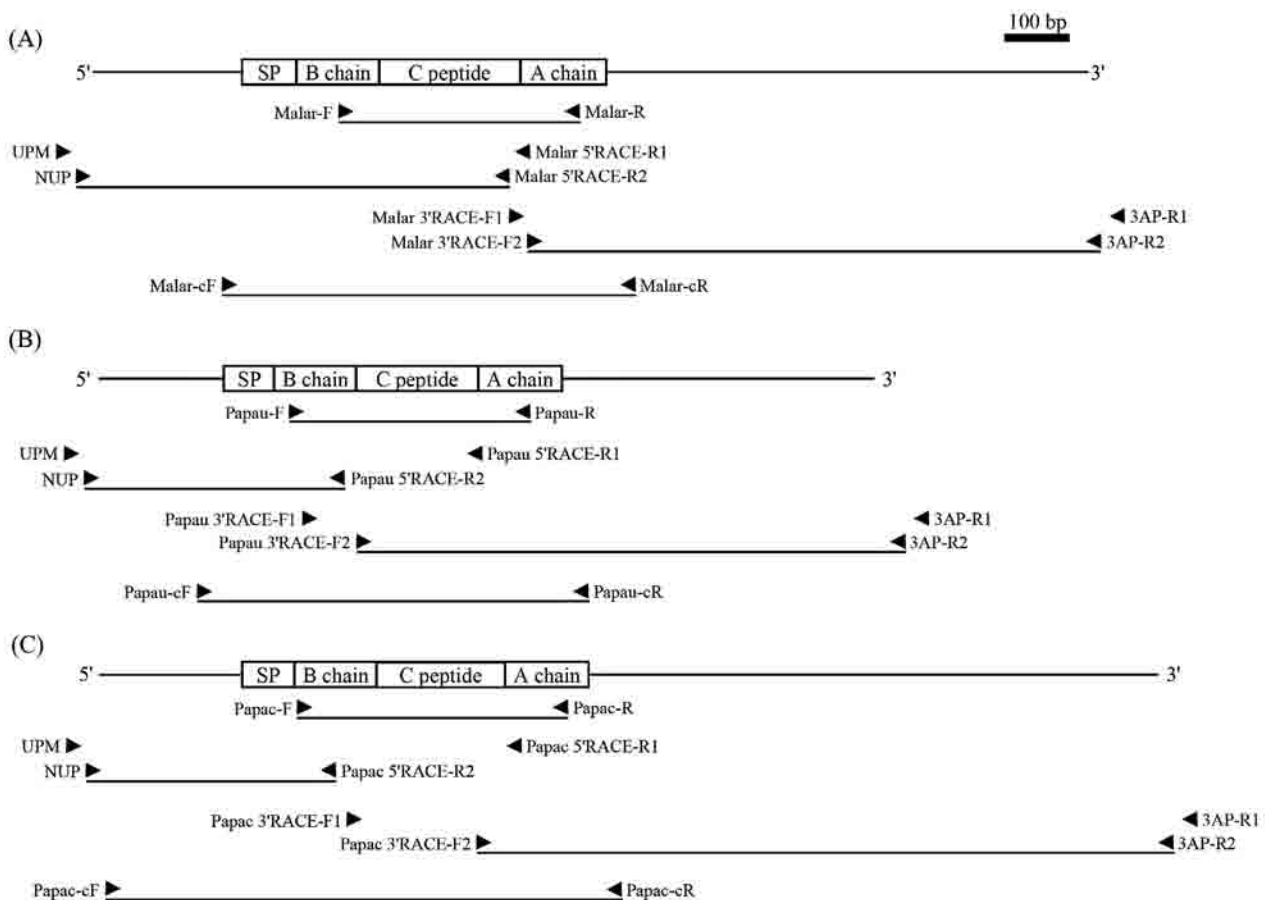 100 bp
(A)
5' SP B chain C peptide A chain 3'
Malar-F Malar-R
UPM Malar 5'RACE-R1
NUP Malar 5'RACE-R2
Malar 3'RACE-F1 3AP-R1
Malar 3'RACE-F2 3AP-R2
Malar-cF Malar-cR
(B)
5' SP B chain C peptide A chain 3'
Papau-F Papau-R
UPM Papau 5'RACE-R1
NUP Papau 5'RACE-R2
Papau 3'RACE-F1 3AP-R1
Papau 3'RACE-F2 3AP-R2
Papau-cF Papau-cR
(C)
5' SP B chain C peptide A chain 3'
Papac-F Papac-R
UPM Papac 5'RACE-R1
NUP Papac 5'RACE-R2
Papac 3'RACE-F1 3AP-R1
Papac 3'RACE-F2 3AP-R2
Papac-cF Papac-cR